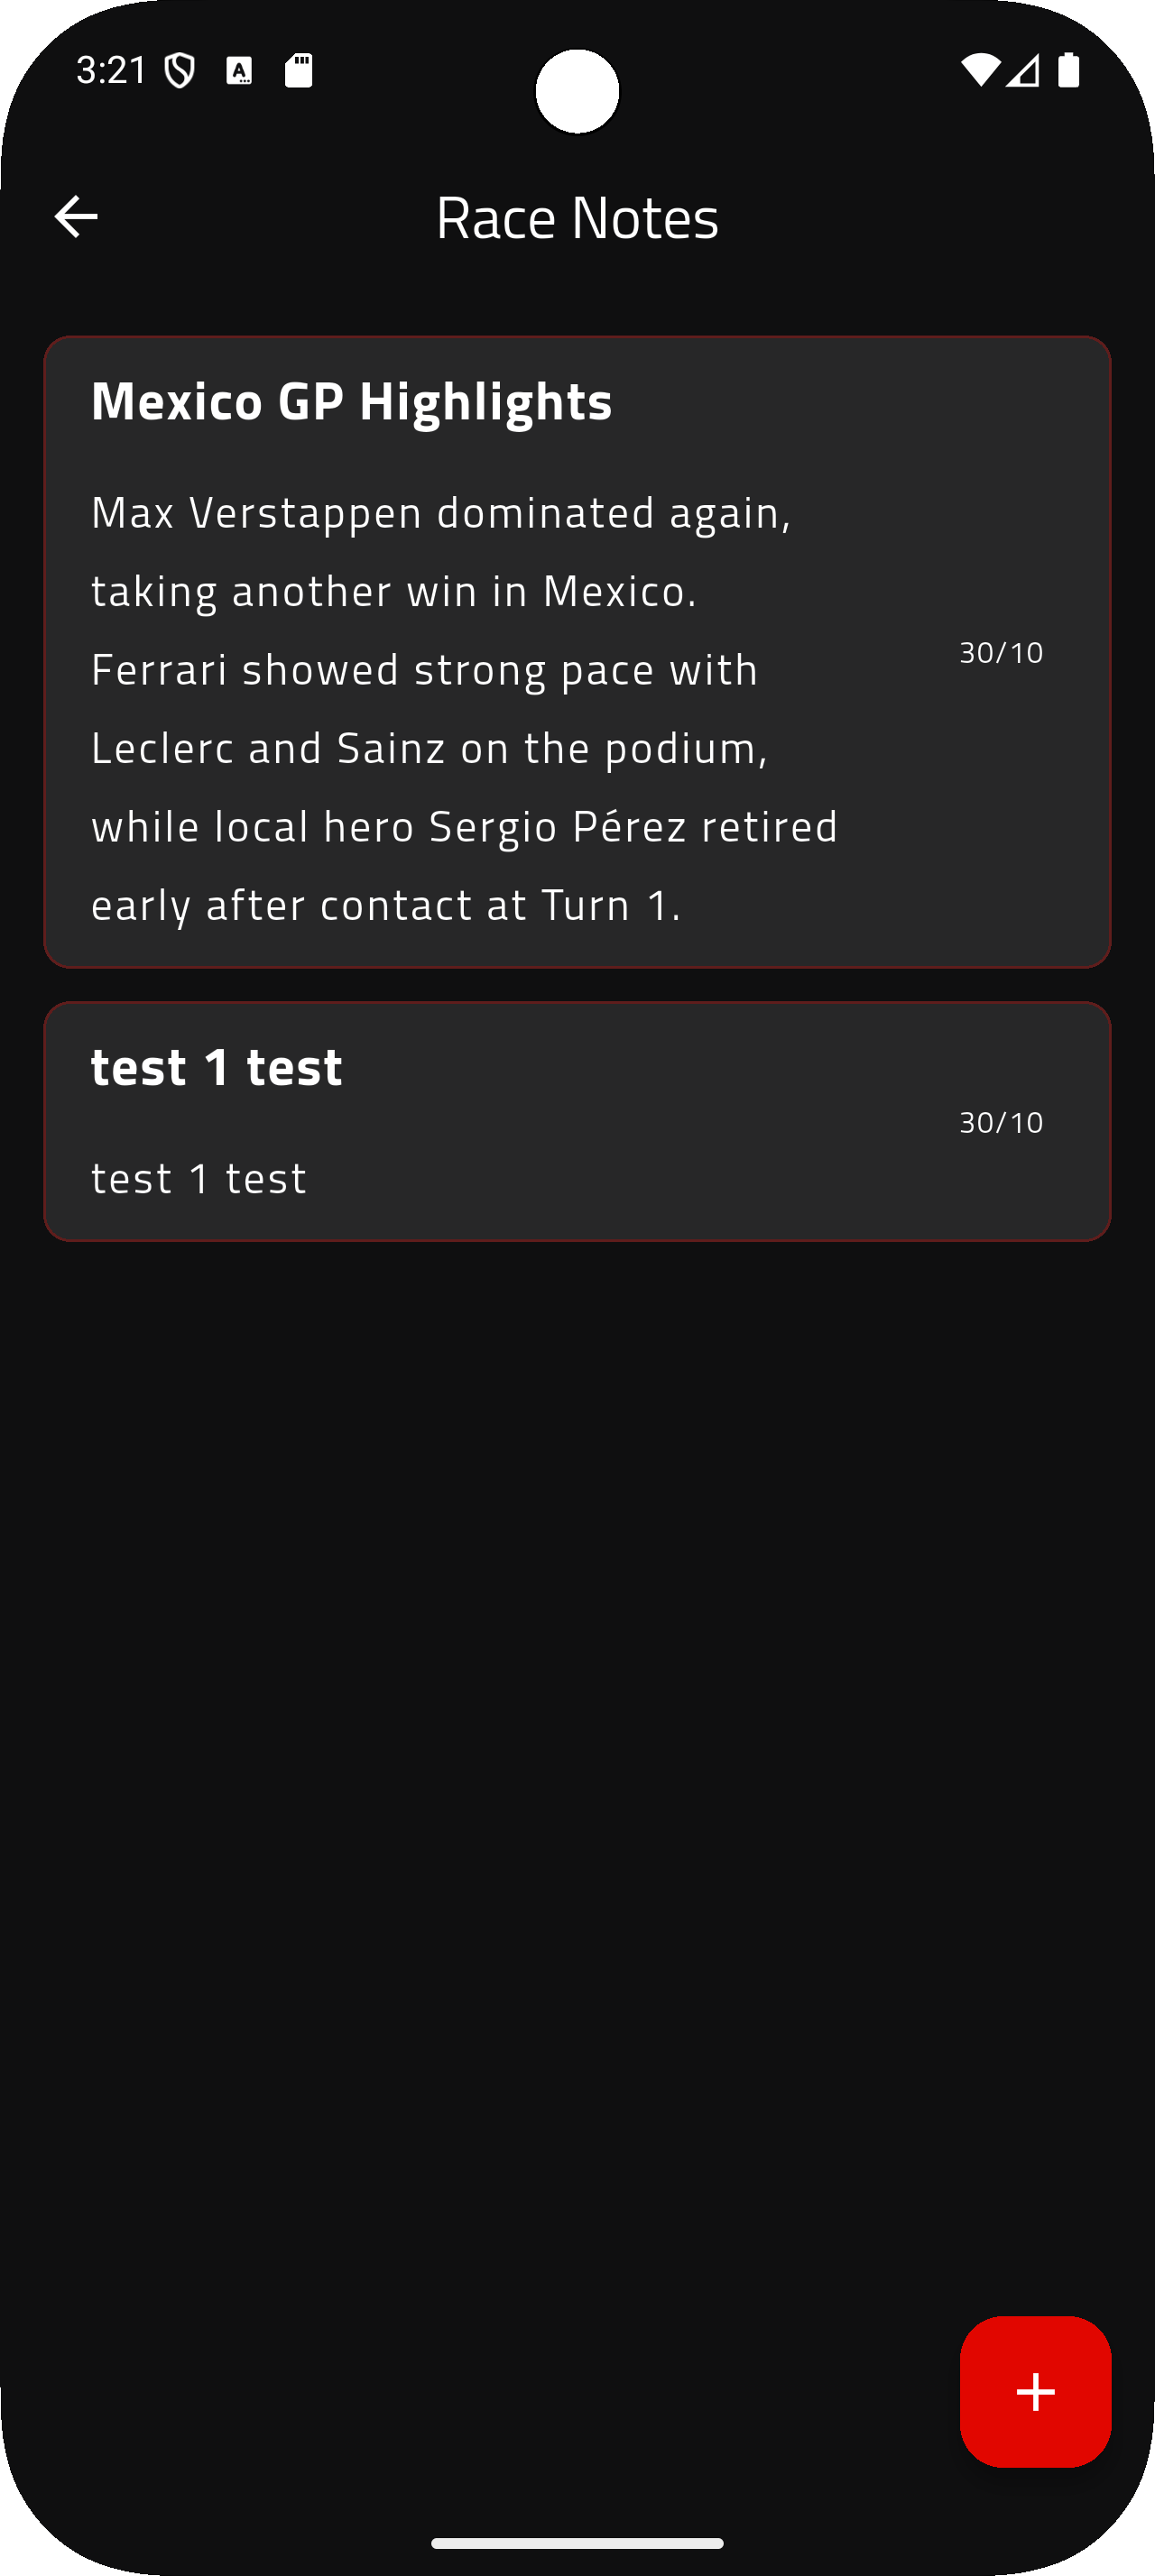 3:21
Race Notes
Mexico GP Highlights
Max Verstappen dominated again,
taking another win in Mexico.
Ferrari showed strong pace with
Leclerc and Sainz on the podium,
while local hero Sergio Pérez retired
early after contact at Turn 1.
30/10
test 1 test
test 1 test
30/10